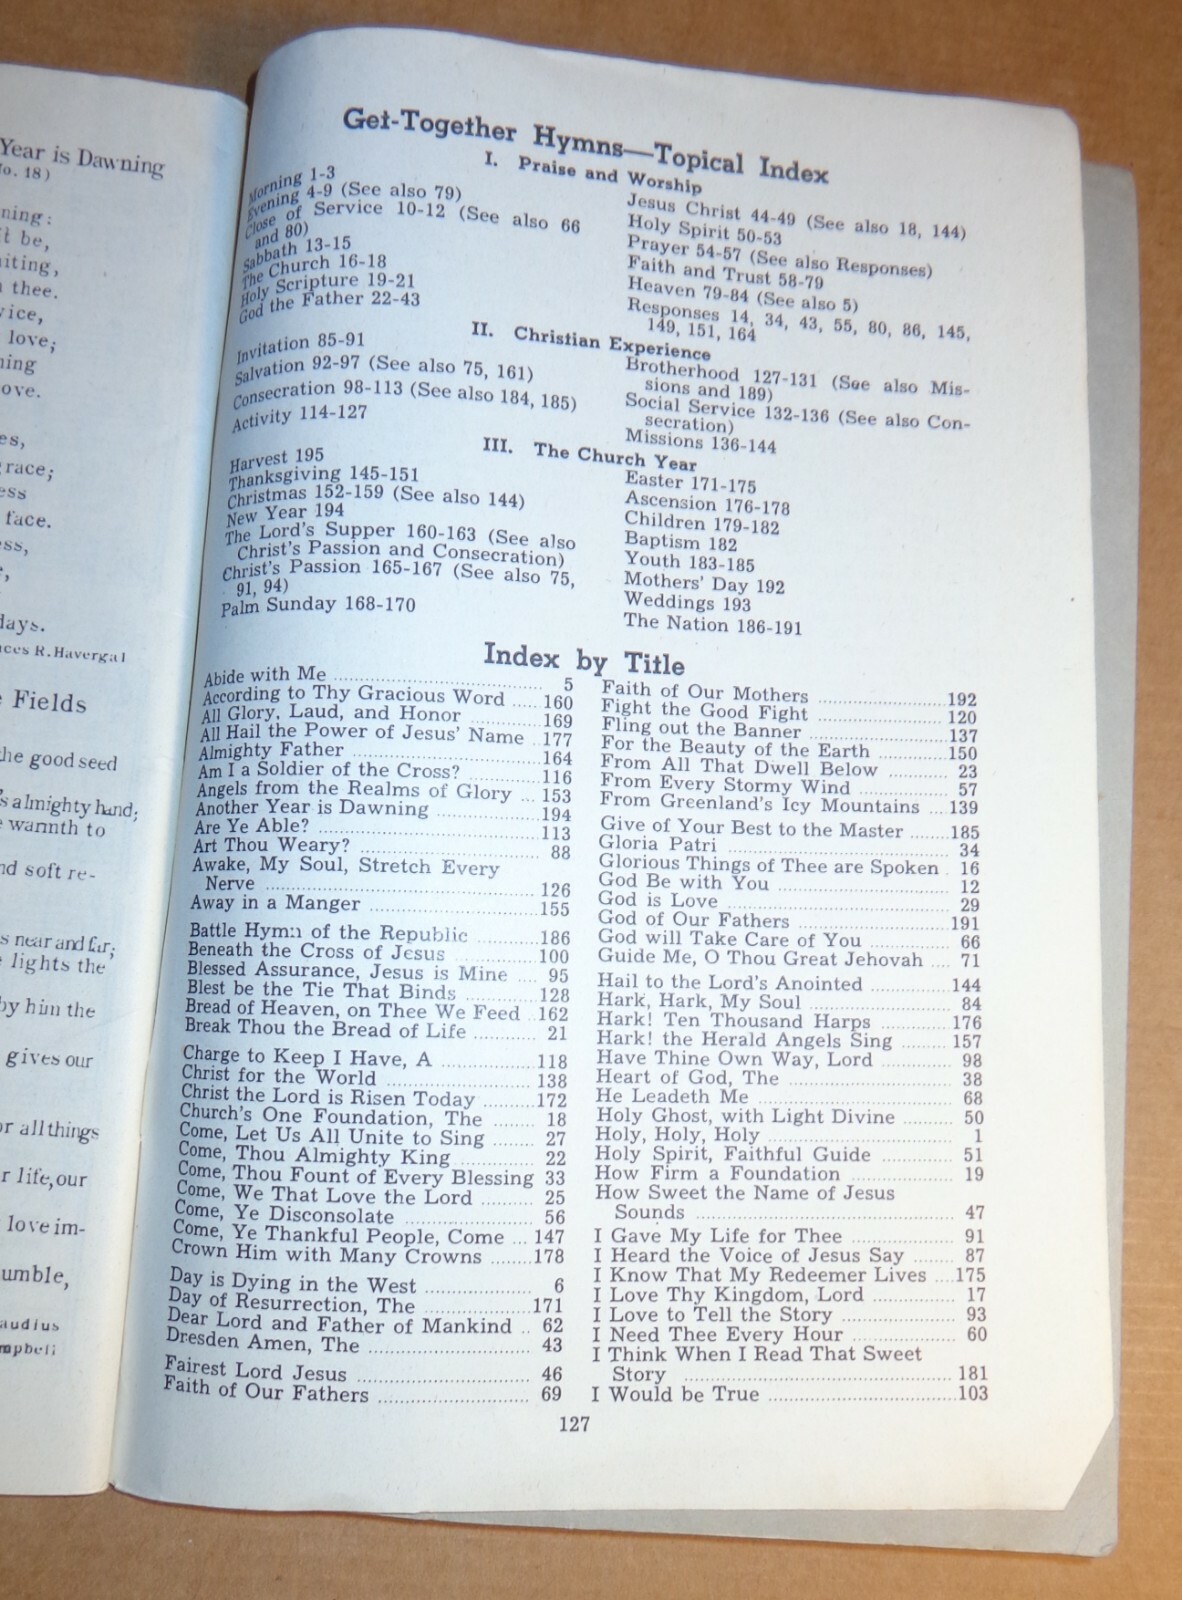 Year is Dawning
No. 18)
ning:
t be,
iting,
thee.
vice,
love;
ning
ove.
es,
race;
ess
face.
ess,
days.
ces R. Havergal
Fields
the good seed
's almighty hand;
warmth to
nd soft re-
s near and far;
lights the
by him the
gives our
or all things
r life, our
love im-
umble,
audius
mpbell
Get-Together Hymns—Topical Index
I. Praise and Worship
Morning 1-3
Evening 4-9 (See also 79)
Close of Service 10-12 (See also 66
and 80)
Sabbath 13-15
The Church 16-18
Holy Scripture 19-21
God the Father 22-43
Jesus Christ 44-49 (See also 18, 144)
Holy Spirit 50-53
Prayer 54-57 (See also Responses)
Faith and Trust 58-79
Heaven 79-84 (See also 5)
Responses 14, 34, 43, 55, 80, 86, 145,
149, 151, 164
II. Christian Experience
Invitation 85-91
Salvation 92-97 (See also 75, 161)
Consecration 98-113 (See also 184, 185)
Activity 114-127
Brotherhood 127-131 (See also Mis-
sions and 189)
Social Service 132-136 (See also Con-
secration)
Missions 136-144
III. The Church Year
Harvest 195
Thanksgiving 145-151
Christmas 152-159 (See also 144)
New Year 194
The Lord's Supper 160-163 (See also
Christ's Passion and Consecration)
Christ's Passion 165-167 (See also 75,
91, 94)
Palm Sunday 168-170
Easter 171-175
Ascension 176-178
Children 179-182
Baptism 182
Youth 183-185
Mothers' Day 192
Weddings 193
The Nation 186-191
Index by Title
Abide with Me 5
According to Thy Gracious Word 160
All Glory, Laud, and Honor 169
All Hail the Power of Jesus' Name 177
Almighty Father 164
Am I a Soldier of the Cross? 116
Angels from the Realms of Glory 153
Another Year is Dawning 194
Are Ye Able? 113
Art Thou Weary? 88
Awake, My Soul, Stretch Every
Nerve 126
Away in a Manger 155
Battle Hymn of the Republic 186
Beneath the Cross of Jesus 100
Blessed Assurance, Jesus is Mine 95
Blest be the Tie That Binds 128
Bread of Heaven, on Thee We Feed 162
Break Thou the Bread of Life 21
Charge to Keep I Have, A 118
Christ for the World 138
Christ the Lord is Risen Today 172
Church's One Foundation, The 18
Come, Let Us All Unite to Sing 27
Come, Thou Almighty King 22
Come, Thou Fount of Every Blessing 33
Come, We That Love the Lord 25
Come, Ye Disconsolate 56
Come, Ye Thankful People, Come 147
Crown Him with Many Crowns 178
Day is Dying in the West 6
Day of Resurrection, The 171
Dear Lord and Father of Mankind 62
Dresden Amen, The 43
Fairest Lord Jesus 46
Faith of Our Fathers 69
Faith of Our Mothers 192
Fight the Good Fight 120
Fling out the Banner 137
For the Beauty of the Earth 150
From All That Dwell Below 23
From Every Stormy Wind 57
From Greenland's Icy Mountains 139
Give of Your Best to the Master 185
Gloria Patri 34
Glorious Things of Thee are Spoken 16
God Be with You 12
God is Love 29
God of Our Fathers 191
God will Take Care of You 66
Guide Me, O Thou Great Jehovah 71
Hail to the Lord's Anointed 144
Hark, Hark, My Soul 84
Hark! Ten Thousand Harps 176
Hark! the Herald Angels Sing 157
Have Thine Own Way, Lord 98
Heart of God, The 38
He Leadeth Me 68
Holy Ghost, with Light Divine 50
Holy, Holy, Holy 1
Holy Spirit, Faithful Guide 51
How Firm a Foundation 19
How Sweet the Name of Jesus
Sounds 47
I Gave My Life for Thee 91
I Heard the Voice of Jesus Say 87
I Know That My Redeemer Lives 175
I Love Thy Kingdom, Lord 17
I Love to Tell the Story 93
I Need Thee Every Hour 60
I Think When I Read That Sweet
Story 181
I Would be True 103
127